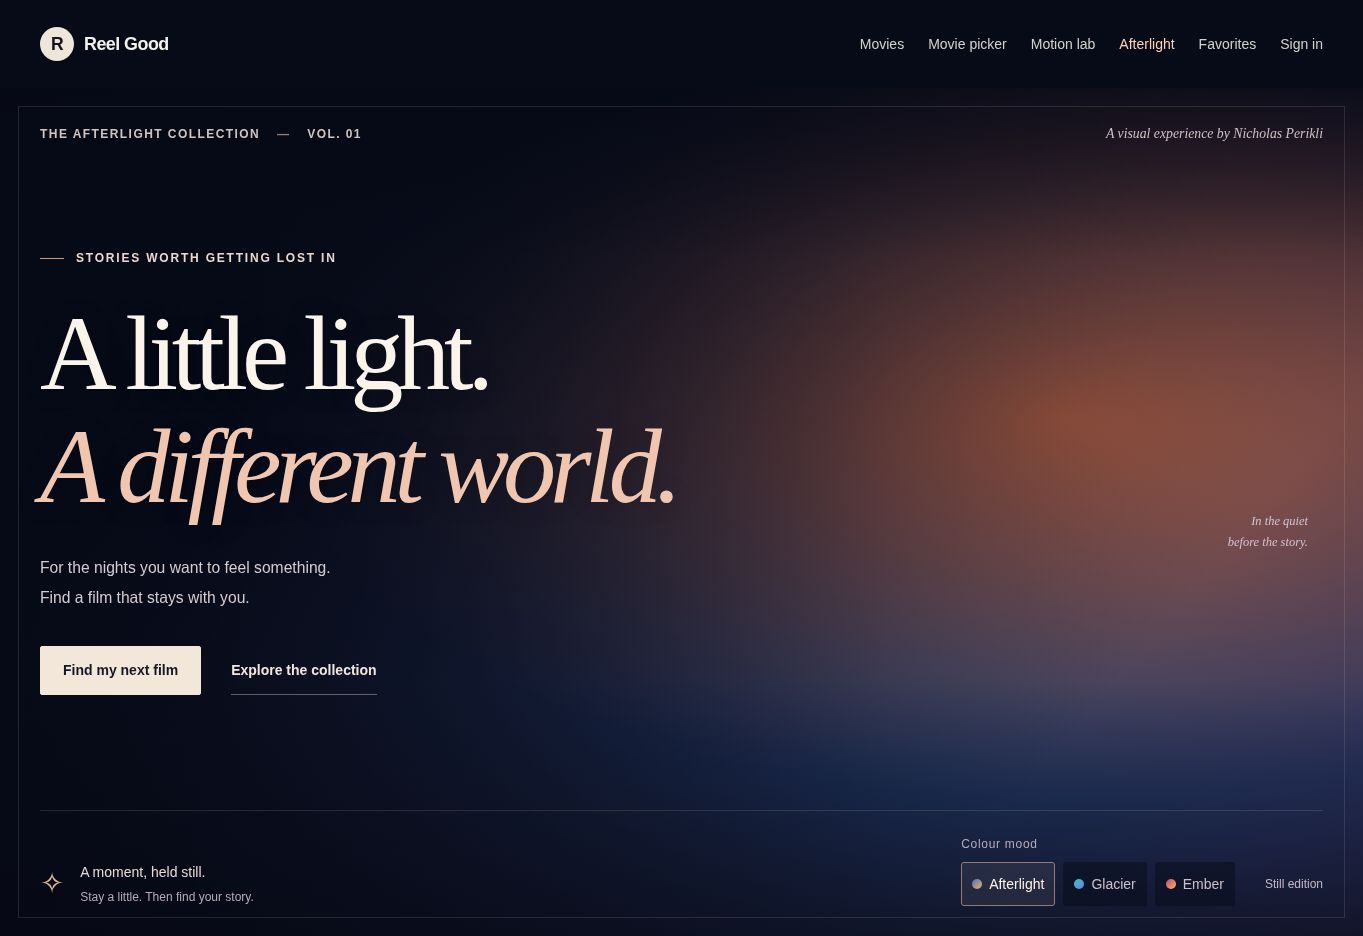 R Reel Good
Movies Movie picker Motion lab Afterlight Favorites Sign in
THE AFTERLIGHT COLLECTION — VOL. 01
A visual experience by Nicholas Perikli
STORIES WORTH GETTING LOST IN
A little light.
A different world.
In the quiet
before the story.
For the nights you want to feel something.
Find a film that stays with you.
Find my next film Explore the collection
Colour mood
A moment, held still.
Stay a little. Then find your story.
Afterlight Glacier Ember Still edition